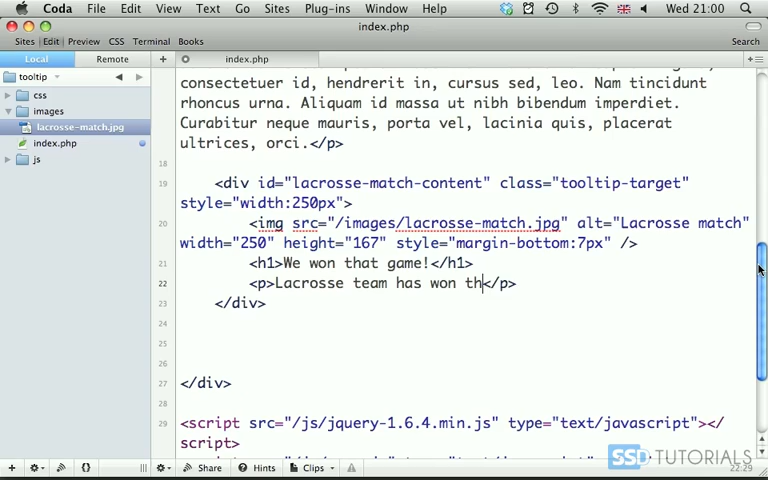 Coda File Edit View Text Go Sites Plug-ins Window Help Wed 21:00
index.php
Sites Edit Preview CSS Terminal Books Search
Local Remote index.php
tooltip
css
images
lacrosse-match.jpg
index.php
js
consectetuer id, hendrerit in, cursus sed, leo. Nam tincidunt
rhoncus urna. Aliquam id massa ut nibh bibendum imperdiet.
Curabitur neque mauris, porta vel, lacinia quis, placerat
ultrices, orci.</p>
18
19 <div id="lacrosse-match-content" class="tooltip-target"
style="width:250px">
20 <img src="/images/lacrosse-match.jpg" alt="Lacrosse match"
width="250" height="167" style="margin-bottom:7px" />
21 <h1>We won that game!</h1>
22 <p>Lacrosse team has won th</p>
23 </div>
24
25
26
27 </div>
28
29 <script src="/js/jquery-1.6.4.min.js" type="text/javascript"></
script>
Share Hints Clips
SSDTUTORIALS
22:29